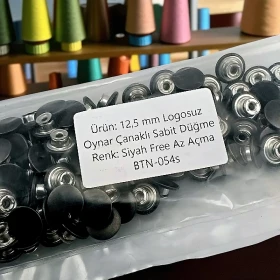 Ürün: 12,5 mm Logosuz
Oynar Çanaklı Sabit Düğme
Renk: Siyah Free Az Açma
BTN-054s